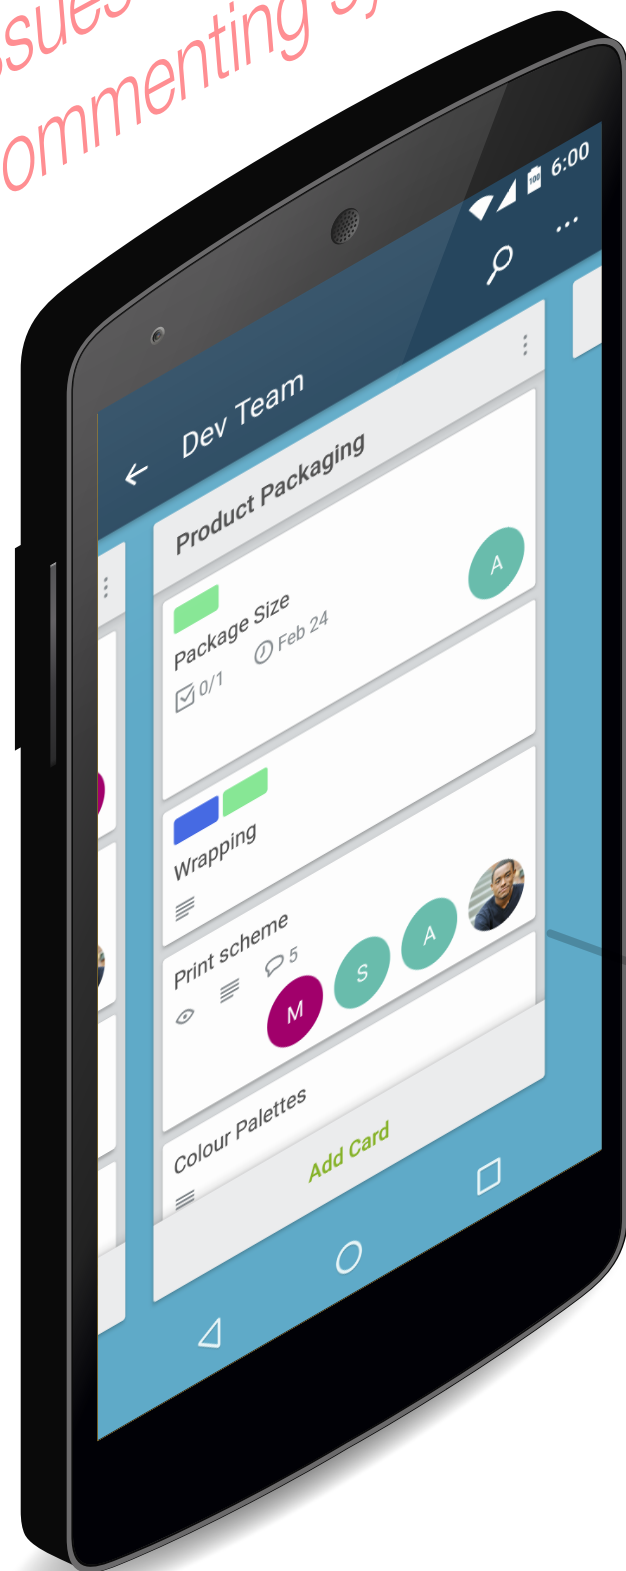 6:00
100
Dev Team
Product Packaging
Package Size
0/1
Feb 24
A
Wrapping
Print scheme
5
M
S
A
Colour Palettes
Add Card